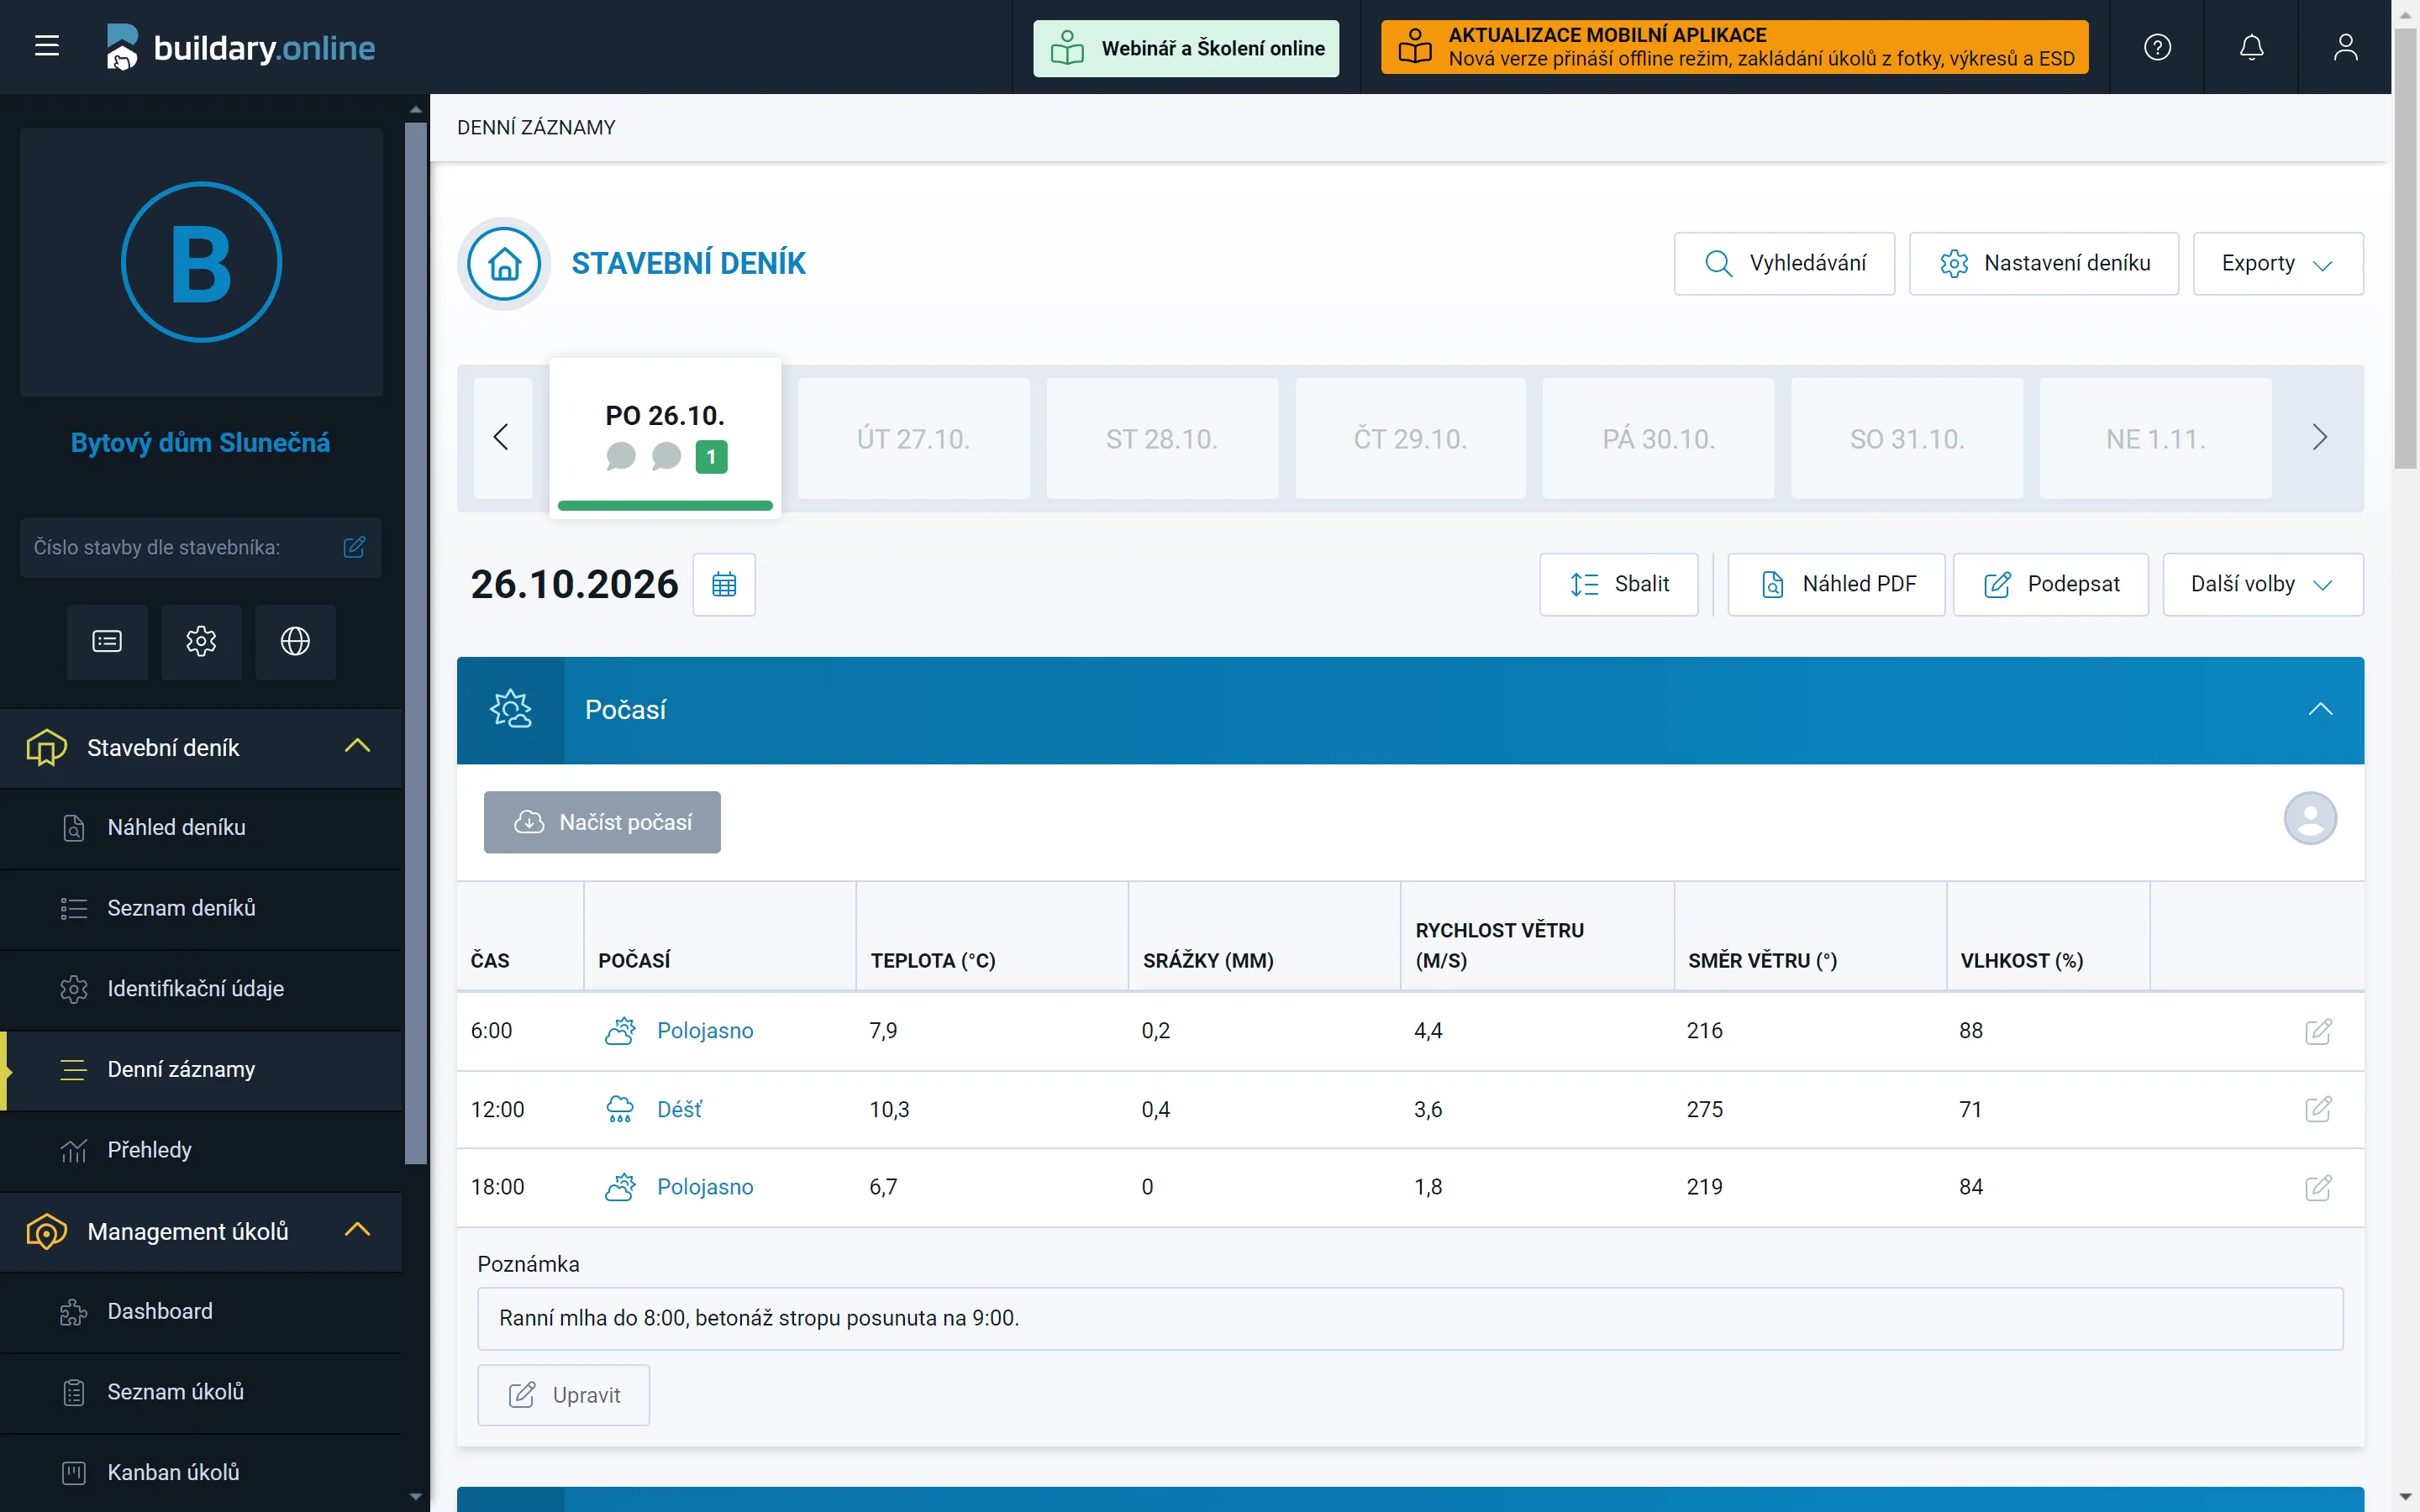 buildary.online
Webinář a Školení online
AKTUALIZACE MOBILNÍ APLIKACE
Nová verze přináší offline režim, zakládání úkolů z fotky, výkresů a ESD
B
Bytový dům Slunečná
Číslo stavby dle stavebníka:
Stavební deník
Náhled deníku
Seznam deníků
Identifikační údaje
Denní záznamy
Přehledy
Management úkolů
Dashboard
Seznam úkolů
Kanban úkolů
DENNÍ ZÁZNAMY
STAVEBNÍ DENÍK
Vyhledávání
Nastavení deníku
Exporty
PO 26.10.
1
ÚT 27.10.
ST 28.10.
ČT 29.10.
PÁ 30.10.
SO 31.10.
NE 1.11.
26.10.2026
Sbalit
Náhled PDF
Podepsat
Další volby
Počasí
Načíst počasí
ČAS POČASÍ TEPLOTA (°C) SRÁŽKY (MM) RYCHLOST VĚTRU (M/S) SMĚR VĚTRU (°) VLHKOST (%)
6:00 Polojasno 7,9 0,2 4,4 216 88
12:00 Déšť 10,3 0,4 3,6 275 71
18:00 Polojasno 6,7 0 1,8 219 84
Poznámka
Ranní mlha do 8:00, betonáž stropu posunuta na 9:00.
Upravit